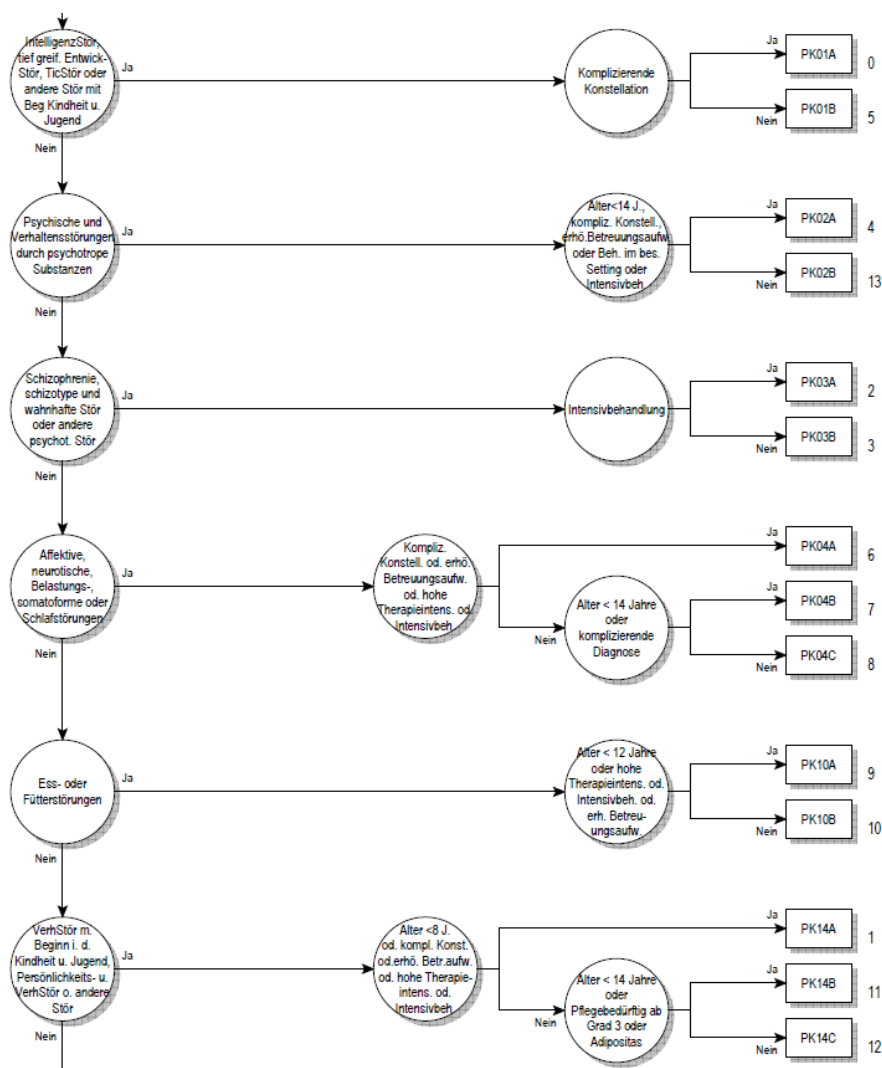 IntelligenzStör,
tief greif. Entwick-
Stör, TicStör oder
andere Stör mit
Beg Kindheit u.
Jugend
Ja
Nein
Komplizierende
Konstellation
Ja
PK01A
0
Nein
PK01B
5
Psychische und
Verhaltensstörungen
durch psychotrope
Substanzen
Ja
Nein
Alter<14 J.,
kompliz. Konstell.,
erhö.Betreuungsaufw.
oder Beh. im bes.
Setting oder
Intensivbeh.
Ja
PK02A
4
Nein
PK02B
13
Schizophrenie,
schizotype und
wahnhafte Stör
oder andere
psychot. Stör
Ja
Nein
Intensivbehandlung
Ja
PK03A
2
Nein
PK03B
3
Affektive,
neurotische,
Belastungs-,
somatoforme oder
Schlafstörungen
Ja
Nein
Kompliz.
Konstell. od. erhö.
Betreuungsaufw.
od. hohe
Therapieintens. od.
Intensivbeh.
Ja
PK04A
6
Nein
Alter < 14 Jahre
oder
komplizierende
Diagnose
Ja
PK04B
7
Nein
PK04C
8
Ess- oder
Fütterstörungen
Ja
Nein
Alter < 12 Jahre
oder hohe
Therapieintens. od.
Intensivbeh. od.
erh. Betreu-
ungsaufw.
Ja
PK10A
9
Nein
PK10B
10
VerhStör m.
Beginn i. d.
Kindheit u. Jugend,
Persönlichkeits- u.
VerhStör o. andere
Stör
Ja
Nein
Alter <8 J.
od. kompl. Konst.
od.erhö. Betr.aufw.
od. hohe Therapie-
intens. od.
Intensivbeh.
Ja
PK14A
1
Nein
Alter < 14 Jahre
oder
Pflegebedürftig ab
Grad 3 oder
Adipositas
Ja
PK14B
11
Nein
PK14C
12